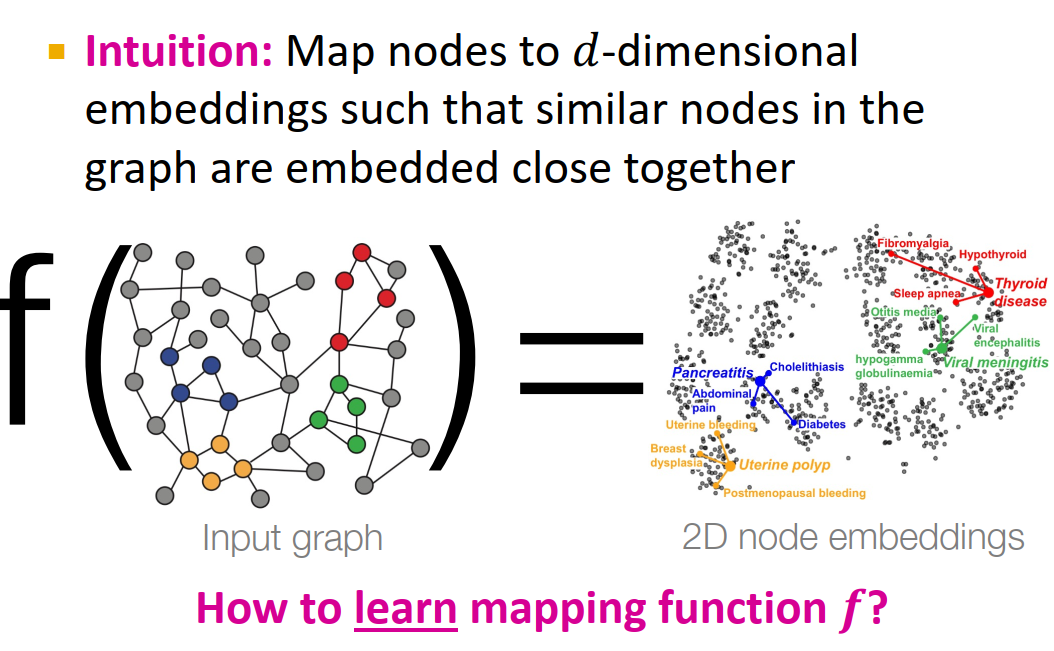 Intuition: Map nodes to d-dimensional
embeddings such that similar nodes in the
graph are embedded close together
f ( ) =
Fibromyalgia
Hypothyroid
Thyroid
disease
Sleep apnea
Otitis media
Viral
encephalitis
hypogamma
globulinaemia
Viral meningitis
Pancreatitis
Cholelithiasis
Abdominal
pain
Diabetes
Uterine bleeding
Breast
dysplasia
Uterine polyp
Postmenopausal bleeding
Input graph
2D node embeddings
How to learn mapping function f?